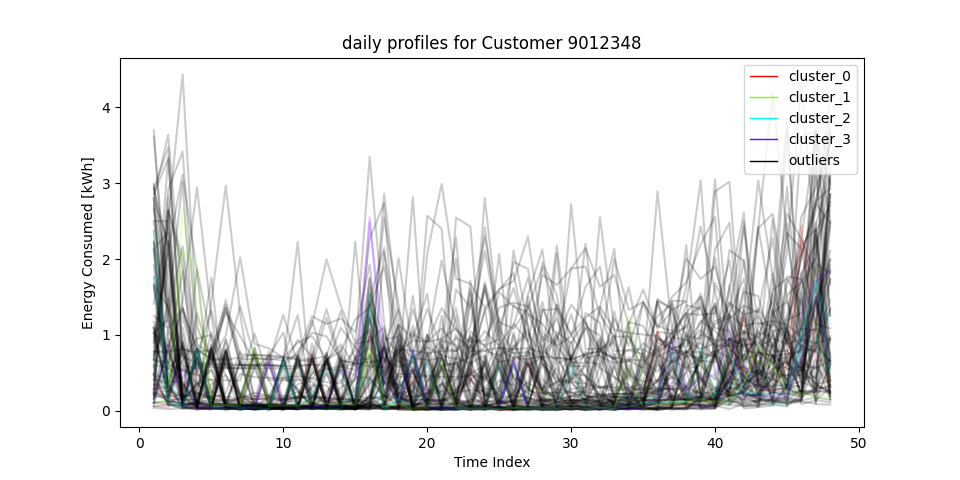 daily profiles for Customer 9012348
cluster_0
cluster_1
cluster_2
cluster_3
outliers
Energy Consumed [kWh]
4
3
2
1
0
0
10
20
30
40
50
Time Index